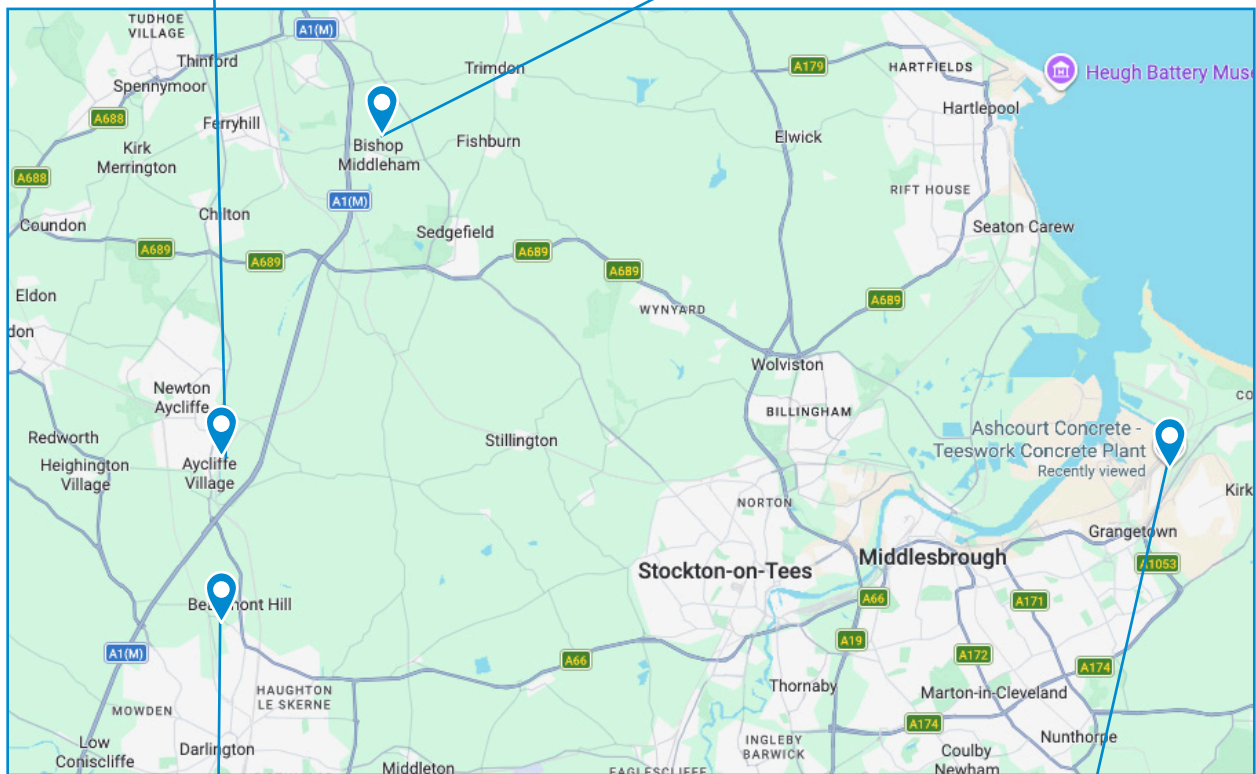 TUDHOE
VILLAGE
A1(M)
Thinford
Trimdon
A179
HARTFIELDS
Heugh Battery Mus
Spennymoor
Hartlepool
A688
Ferryhill
Bishop
Middleham
Fishburn
Elwick
Kirk
Merrington
A688
A1(M)
RIFT HOUSE
Coundon
Chilton
Sedgefield
Seaton Carew
A689
A689
A689
A689
A689
Eldon
WYNYARD
don
Wolviston
Newton
Aycliffe
BILLINGHAM
Redworth
Stillington
Ashcourt Concrete -
Teeswork Concrete Plant
Recently viewed
CO
Heighington
Village
Aycliffe
Village
NORTON
Kirk
Grangetown
Stockton-on-Tees
Middlesbrough
A1053
Hill
A66
A171
A1(M)
A66
A19
A172
A174
HAUGHTON
LE SKERNE
Thornaby
Marton-in-Cleveland
MOWDEN
A174
Low
Coniscliffe
Darlington
INGLEBY
BARWICK
Nunthorpe
Coulby
Newham
Middleton
EAGLESCLIFFE